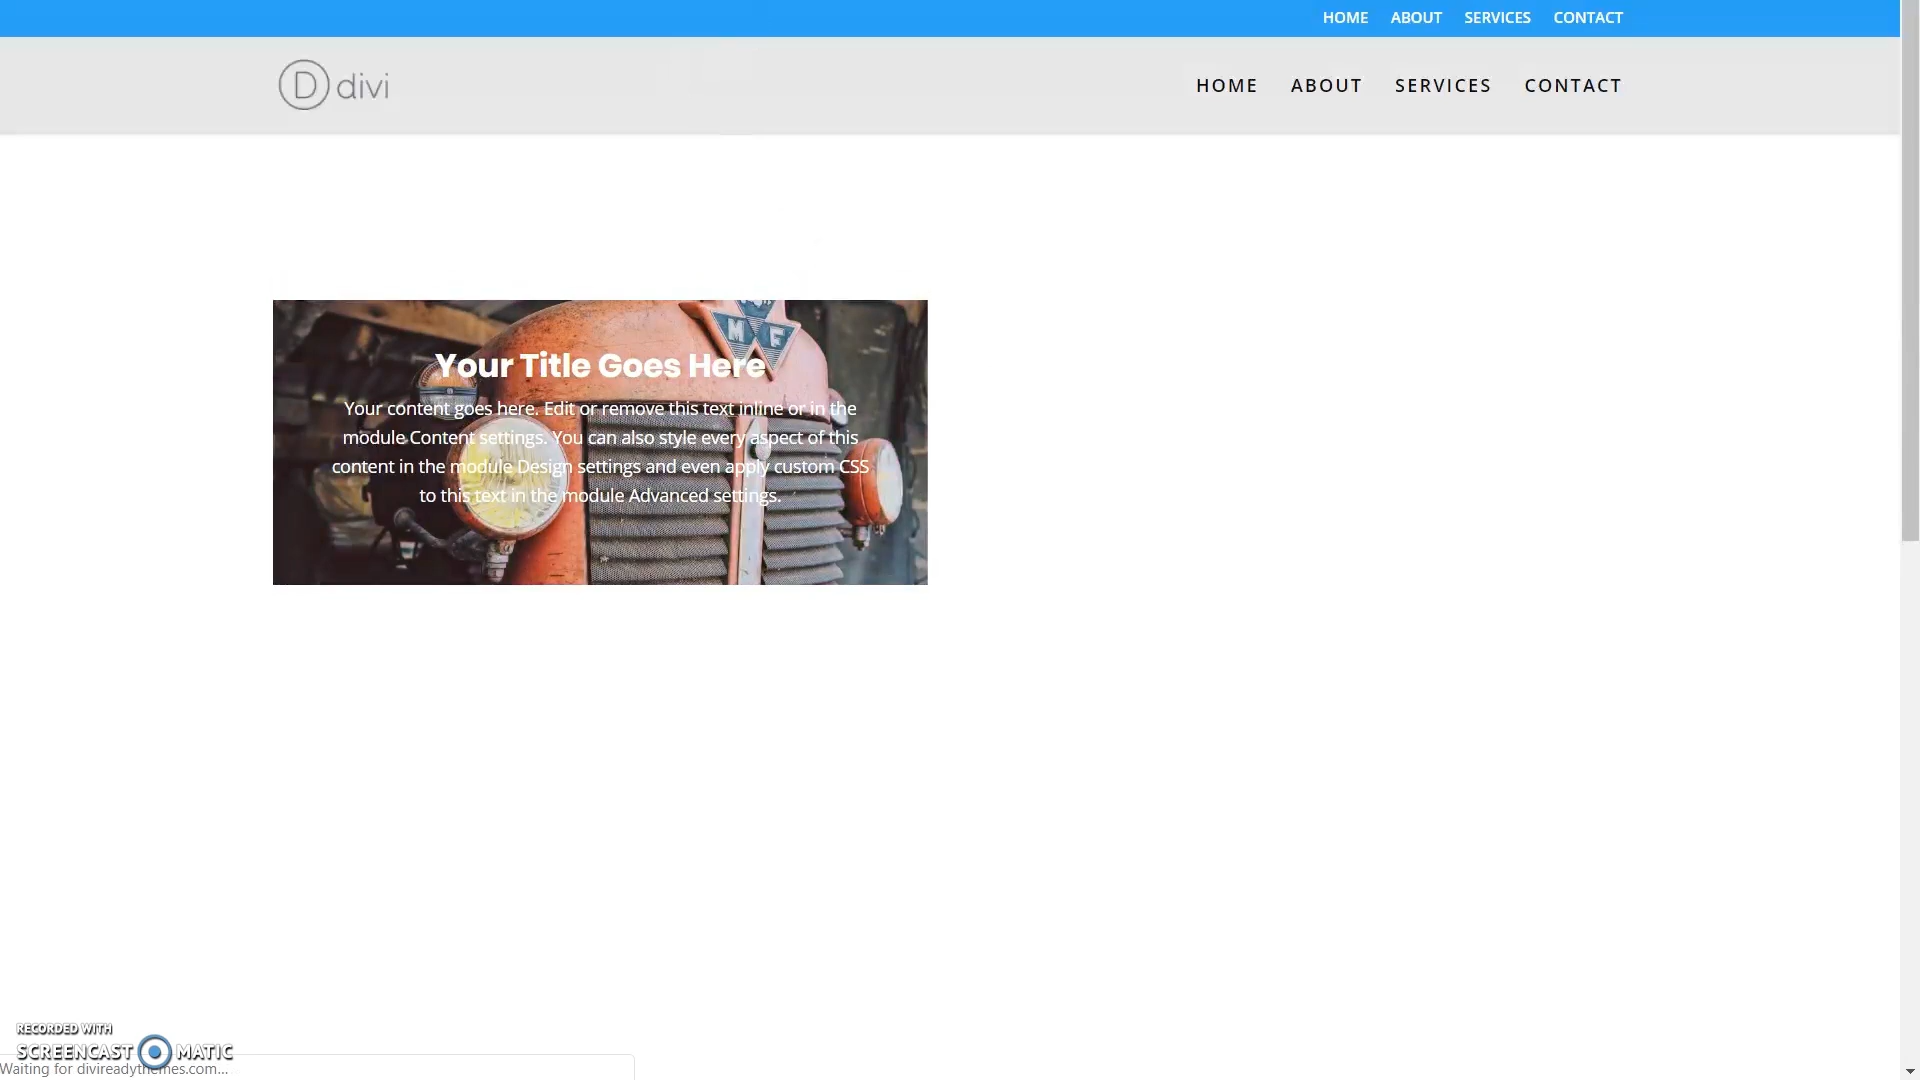 HOME ABOUT SERVICES CONTACT
D divi
HOME ABOUT SERVICES CONTACT
M F
Your Title Goes Here
Your content goes here. Edit or remove this text inline or in the
module Content settings. You can also style every aspect of this
content in the module Design settings and even apply custom CSS
to this text in the module Advanced settings.
RECORDED WITH
SCREENCAST MATIC
Waiting for divireadythemes.com...